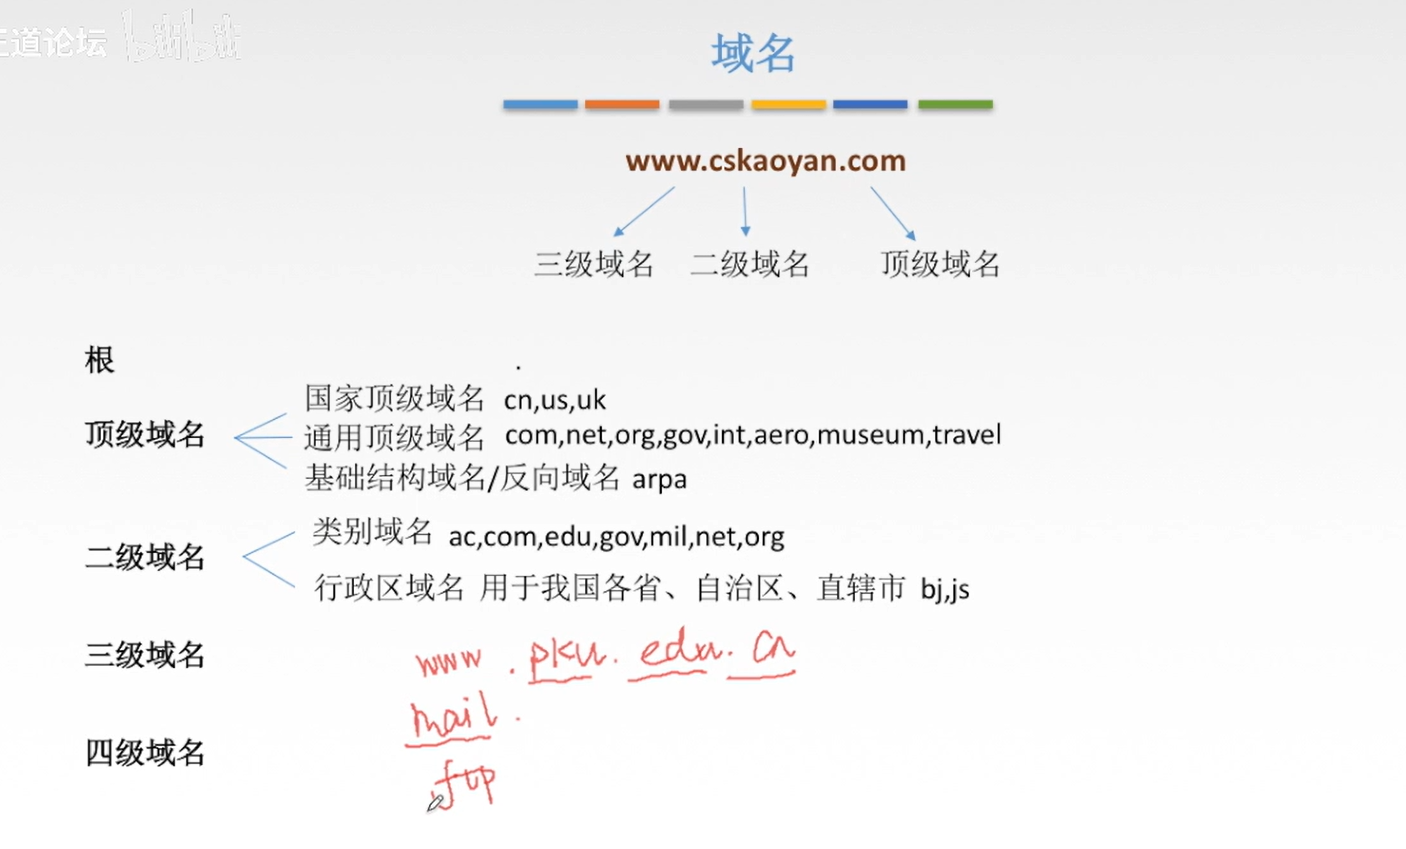 王道论坛 bilibili
域名
www.cskaoyan.com
三级域名 二级域名 顶级域名
根 .
国家顶级域名 cn,us,uk
顶级域名 通用顶级域名 com,net,org,gov,int,aero,museum,travel
基础结构域名/反向域名 arpa
类别域名 ac,com,edu,gov,mil,net,org
二级域名
行政区域名 用于我国各省、自治区、直辖市 bj,js
三级域名 www.pku.edu.cn
mail.
四级域名
ftp